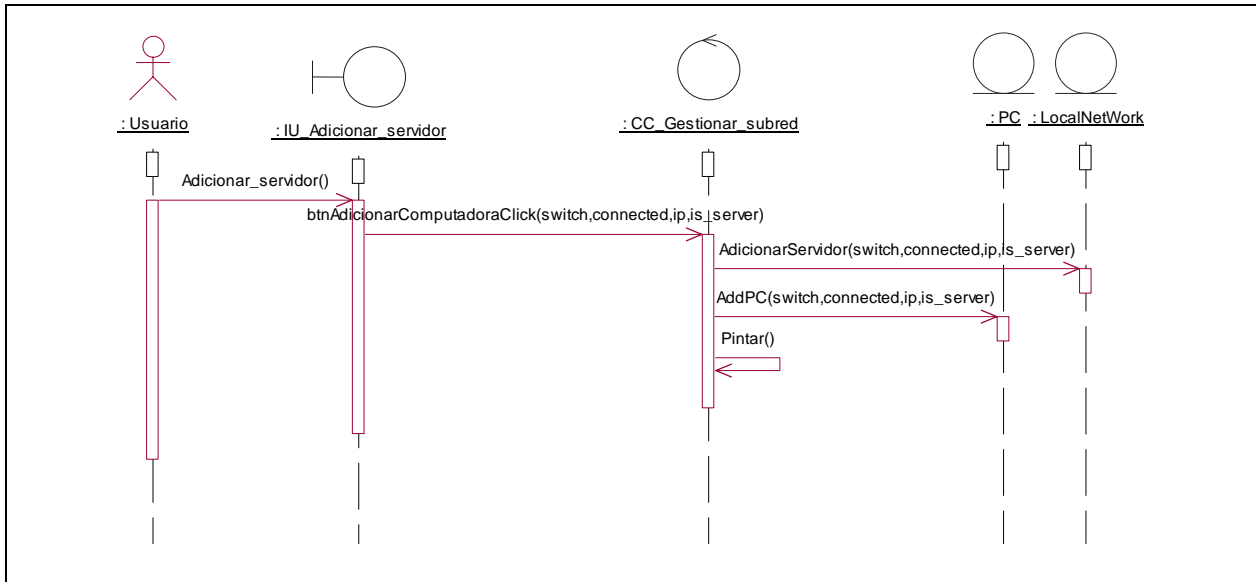 : Usuario
: IU_Adicionar_servidor
: CC_Gestionar_subred
: PC
: LocalNetWork
Adicionar_servidor()
btnAdicionarComputadoraClick(switch,connected,ip,is_server)
AdicionarServidor(switch,connected,ip,is_server)
AddPC(switch,connected,ip,is_server)
Pintar()